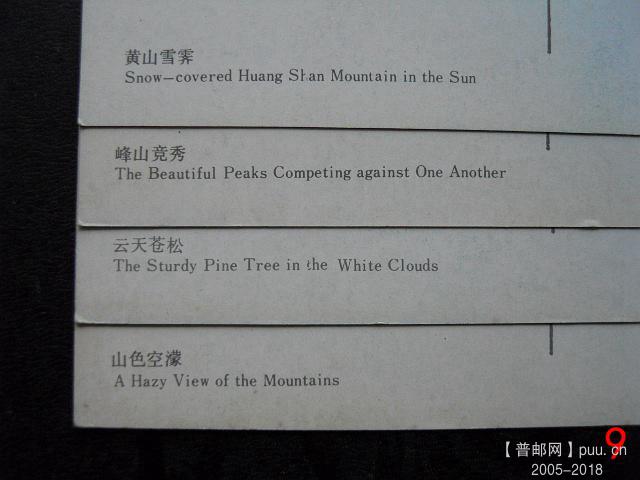 黄山雪霁
Snow-covered Huang Shan Mountain in the Sun
峰山竞秀
The Beautiful Peaks Competing against One Another
云天苍松
The Sturdy Pine Tree in the White Clouds
山色空濛
A Hazy View of the Mountains
9
【普邮网】puu.cn
2005-2018